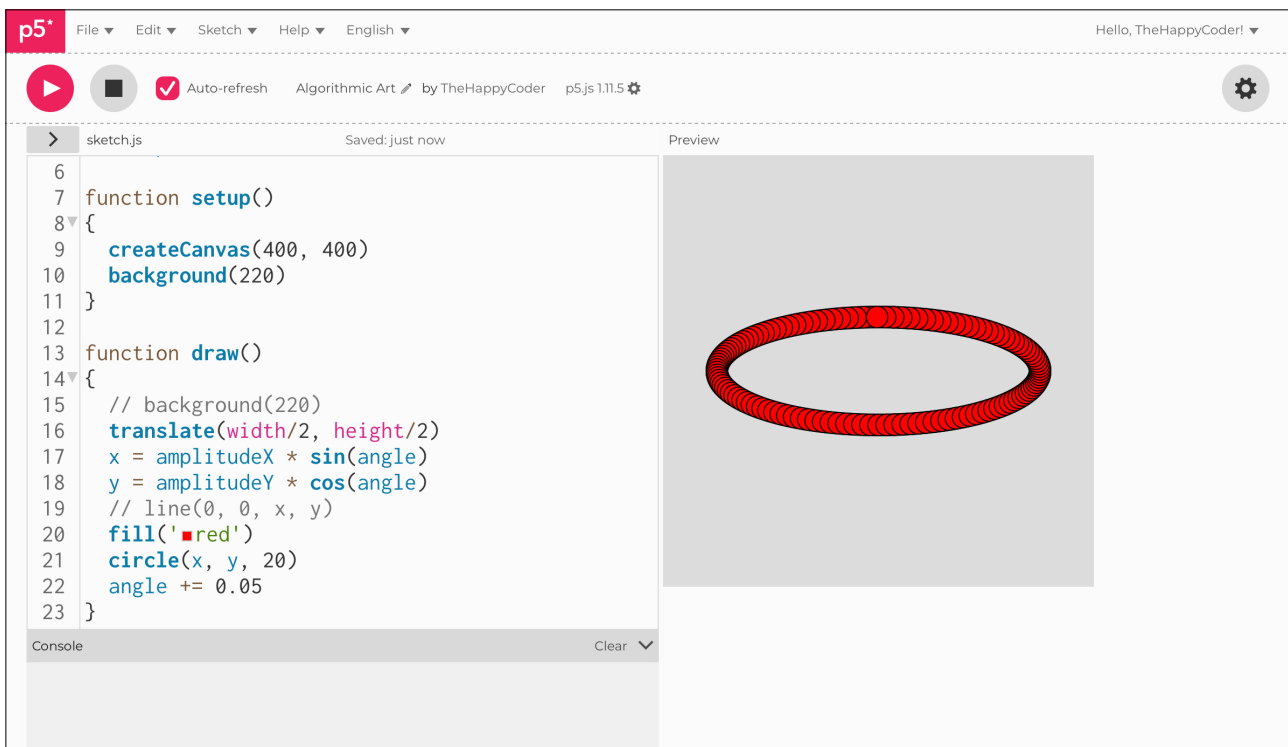 p5* File Edit Sketch Help English Hello, TheHappyCoder!
Auto-refresh Algorithmic Art by TheHappyCoder p5.js 1.11.5
sketch.js Saved: just now Preview
6
7 function setup()
8 {
9   createCanvas(400, 400)
10   background(220)
11 }
12
13 function draw()
14 {
15   // background(220)
16   translate(width/2, height/2)
17   x = amplitudeX * sin(angle)
18   y = amplitudeY * cos(angle)
19   // line(0, 0, x, y)
20   fill('red')
21   circle(x, y, 20)
22   angle += 0.05
23 }
Console Clear